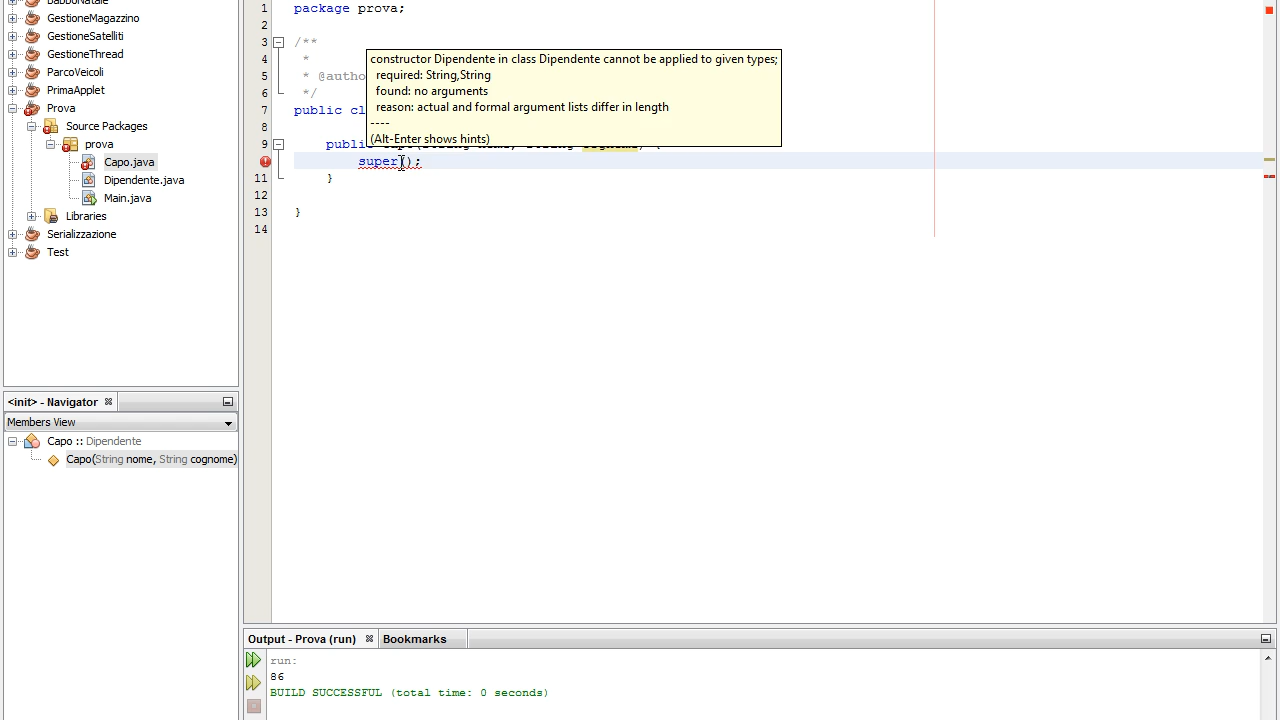 BabboNatale
GestioneMagazzino
GestioneSatelliti
GestioneThread
ParcoVeicoli
PrimaApplet
Prova
Source Packages
prova
Capo.java
Dipendente.java
Main.java
Libraries
Serializzazione
Test
<init> - Navigator
Members View
Capo :: Dipendente
Capo(String nome, String cognome)
1 package prova;
2
3 /**
4 *
5 * @autho
6 */
7 public cl
8
9 publi
super();
11 }
12
13 }
14
constructor Dipendente in class Dipendente cannot be applied to given types;
required: String,String
found: no arguments
reason: actual and formal argument lists differ in length
----
(Alt-Enter shows hints)
Output - Prova (run)
Bookmarks
run:
86
BUILD SUCCESSFUL (total time: 0 seconds)